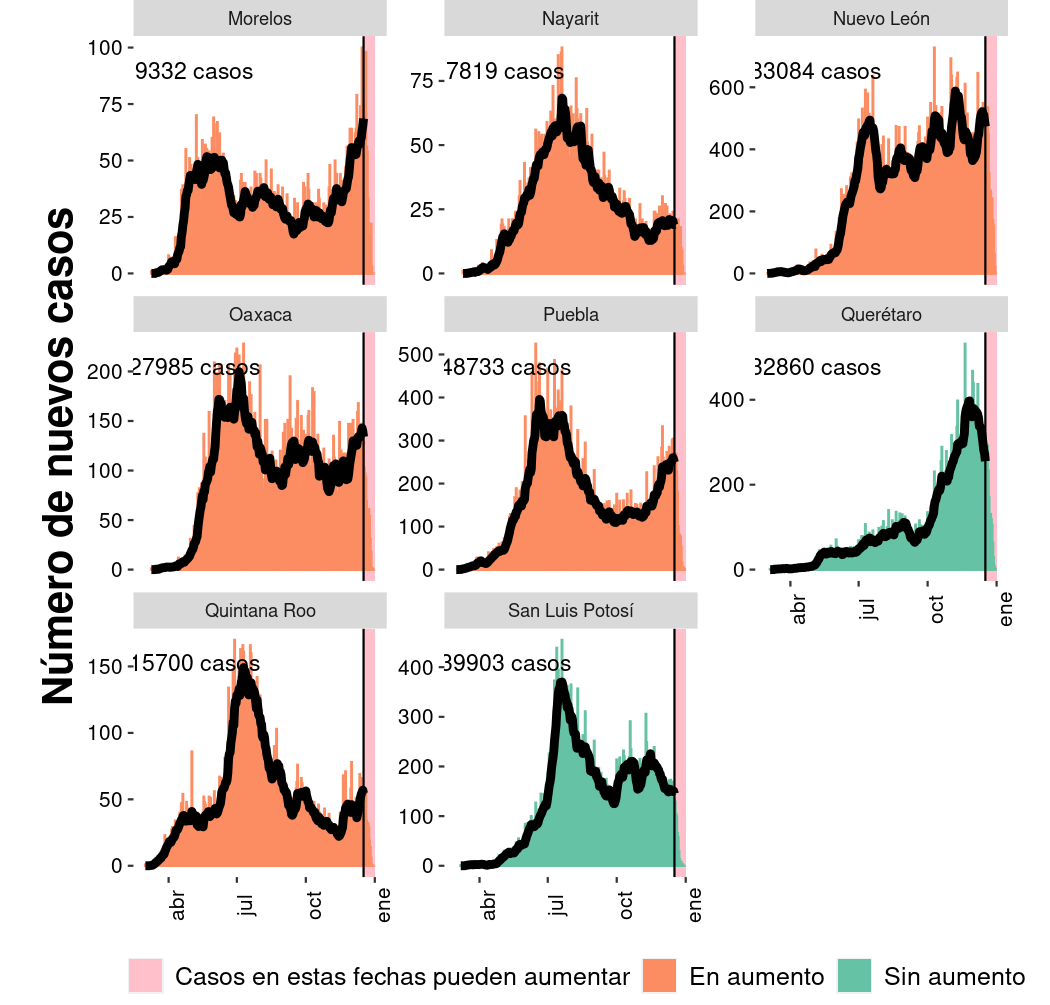 Número de nuevos casos
Morelos
Nayarit
Nuevo León
100
75
50
25
0
9332 casos
75
50
25
0
7819 casos
600
400
200
0
83084 casos
Oaxaca
Puebla
Querétaro
200
150
100
50
0
27985 casos
500
400
300
200
100
0
48733 casos
400
200
0
32860 casos
abr
jul
oct
ene
Quintana Roo
San Luis Potosí
150
100
50
0
15700 casos
400
300
200
100
0
39903 casos
abr
jul
oct
ene
abr
jul
oct
ene
Casos en estas fechas pueden aumentar
En aumento
Sin aumento